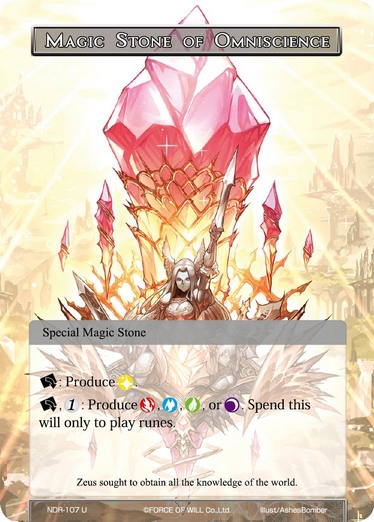 Magic Stone of Omniscience
Special Magic Stone
: Produce .
, 1 : Produce , , , or . Spend this
will only to play runes.
Zeus sought to obtain all the knowledge of the world.
NDR-107 U ©FORCE OF WILL Co.,Ltd. Illust/AshesBomber